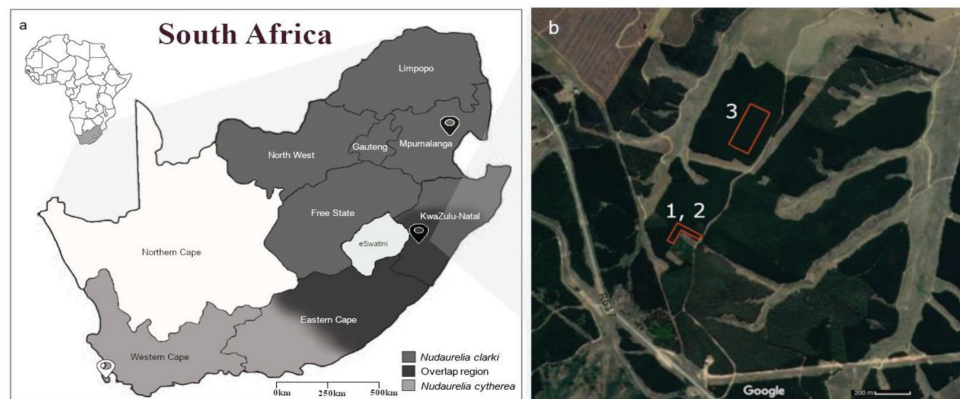 a
South Africa
Limpopo
Mpumalanga
Gauteng
North West
Free State
KwaZulu-Natal
eSwatini
Northern Cape
Eastern Cape
Western Cape
Nudaurelia clarki
Overlap region
Nudaurelia cytherea
0km 250km 500km
b
3
1, 2
Google
200 m